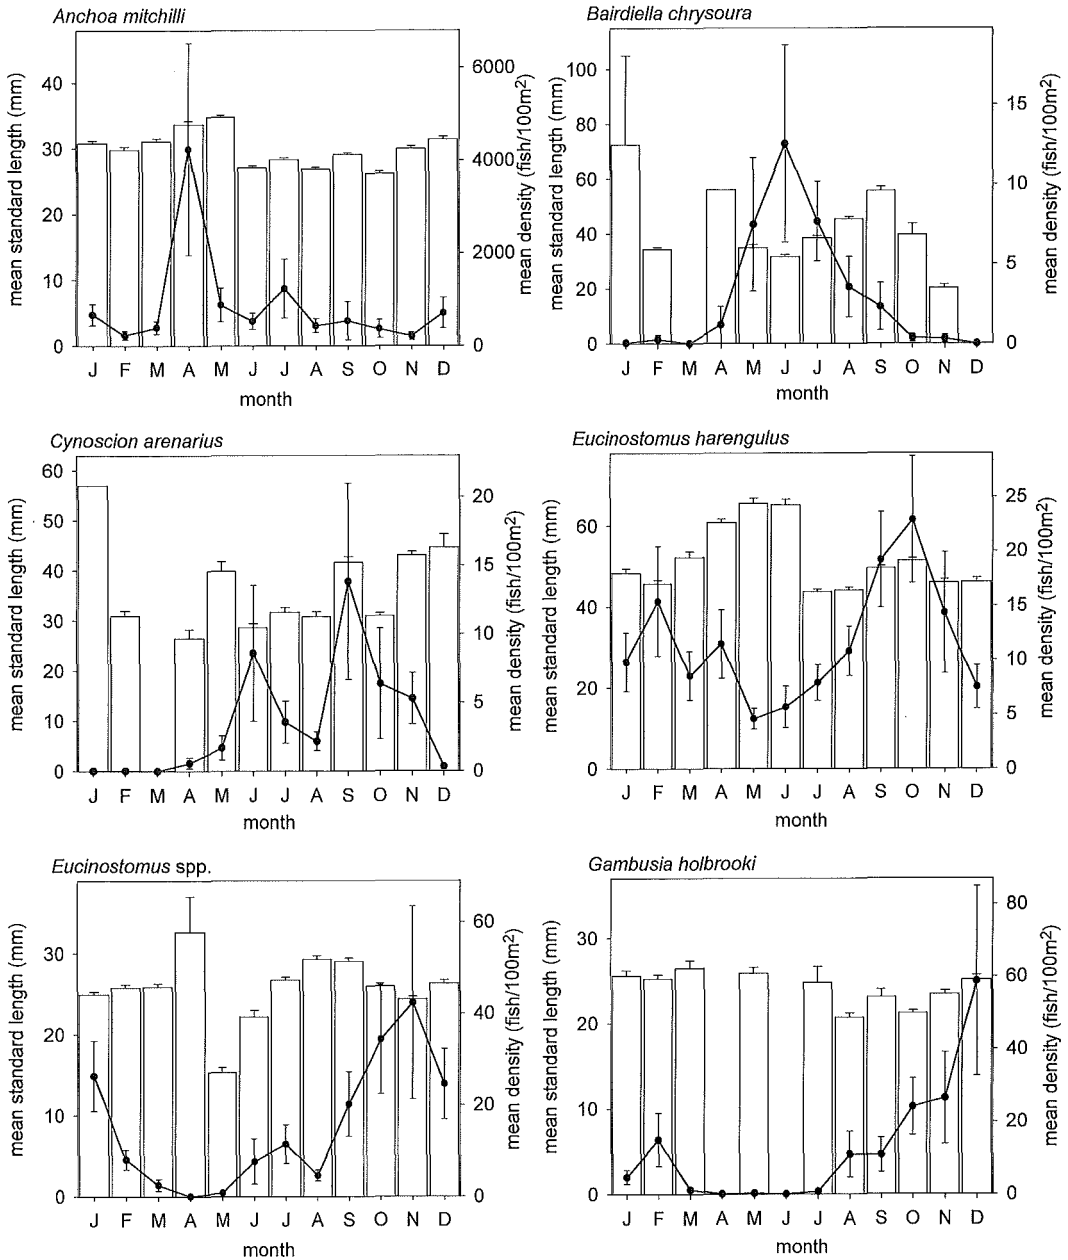 Anchoa mitchilli
mean standard length (mm)
40
30
20
10
0
6000
4000
2000
0
mean density (fish/100m2)
J F M A M J J A S O N D
month
Bairdiella chrysoura
mean standard length (mm)
100
80
60
40
20
0
15
10
5
0
mean density (fish/100m2)
J F M A M J J A S O N D
month
Cynoscion arenarius
mean standard length (mm)
60
50
40
30
20
10
0
20
15
10
5
0
mean density (fish/100m2)
J F M A M J J A S O N D
month
Eucinostomus harengulus
mean standard length (mm)
60
40
20
0
25
20
15
10
5
0
mean density (fish/100m2)
J F M A M J J A S O N D
month
Eucinostomus spp.
mean standard length (mm)
30
20
10
0
60
40
20
0
mean density (fish/100m2)
J F M A M J J A S O N D
month
Gambusia holbrooki
mean standard length (mm)
30
20
10
0
80
60
40
20
0
mean density (fish/100m2)
J F M A M J J A S O N D
month